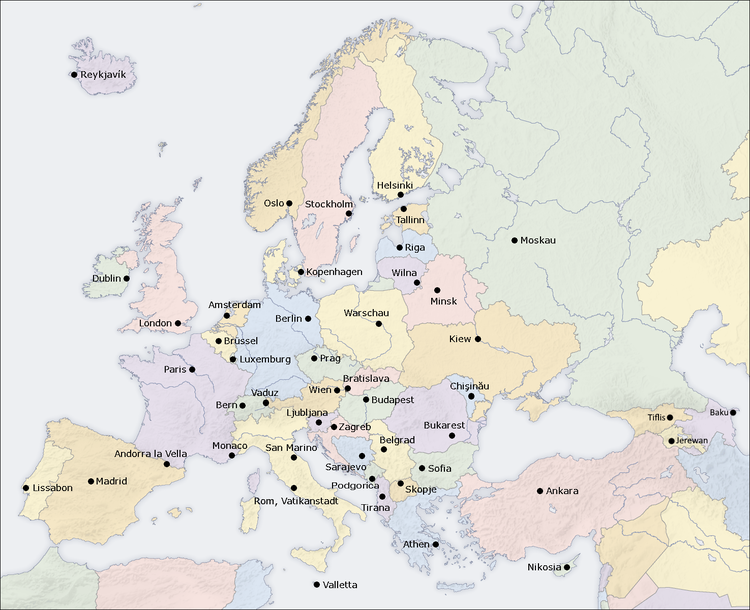 Reykjavík
Helsinki
Oslo
Stockholm
Tallinn
Moskau
Riga
Kopenhagen
Wilna
Dublin
Minsk
Amsterdam
London
Berlin
Warschau
Brüssel
Kiew
Luxemburg
Prag
Paris
Bratislava
Wien
Chişinău
Vaduz
Budapest
Bern
Ljubljana
Tiflis
Baku
Zagreb
Bukarest
Monaco
San Marino
Belgrad
Jerewan
Andorra la Vella
Sarajevo
Sofia
Madrid
Lissabon
Podgorica
Skopje
Ankara
Rom, Vatikanstadt
Tirana
Athen
Nikosia
Valletta